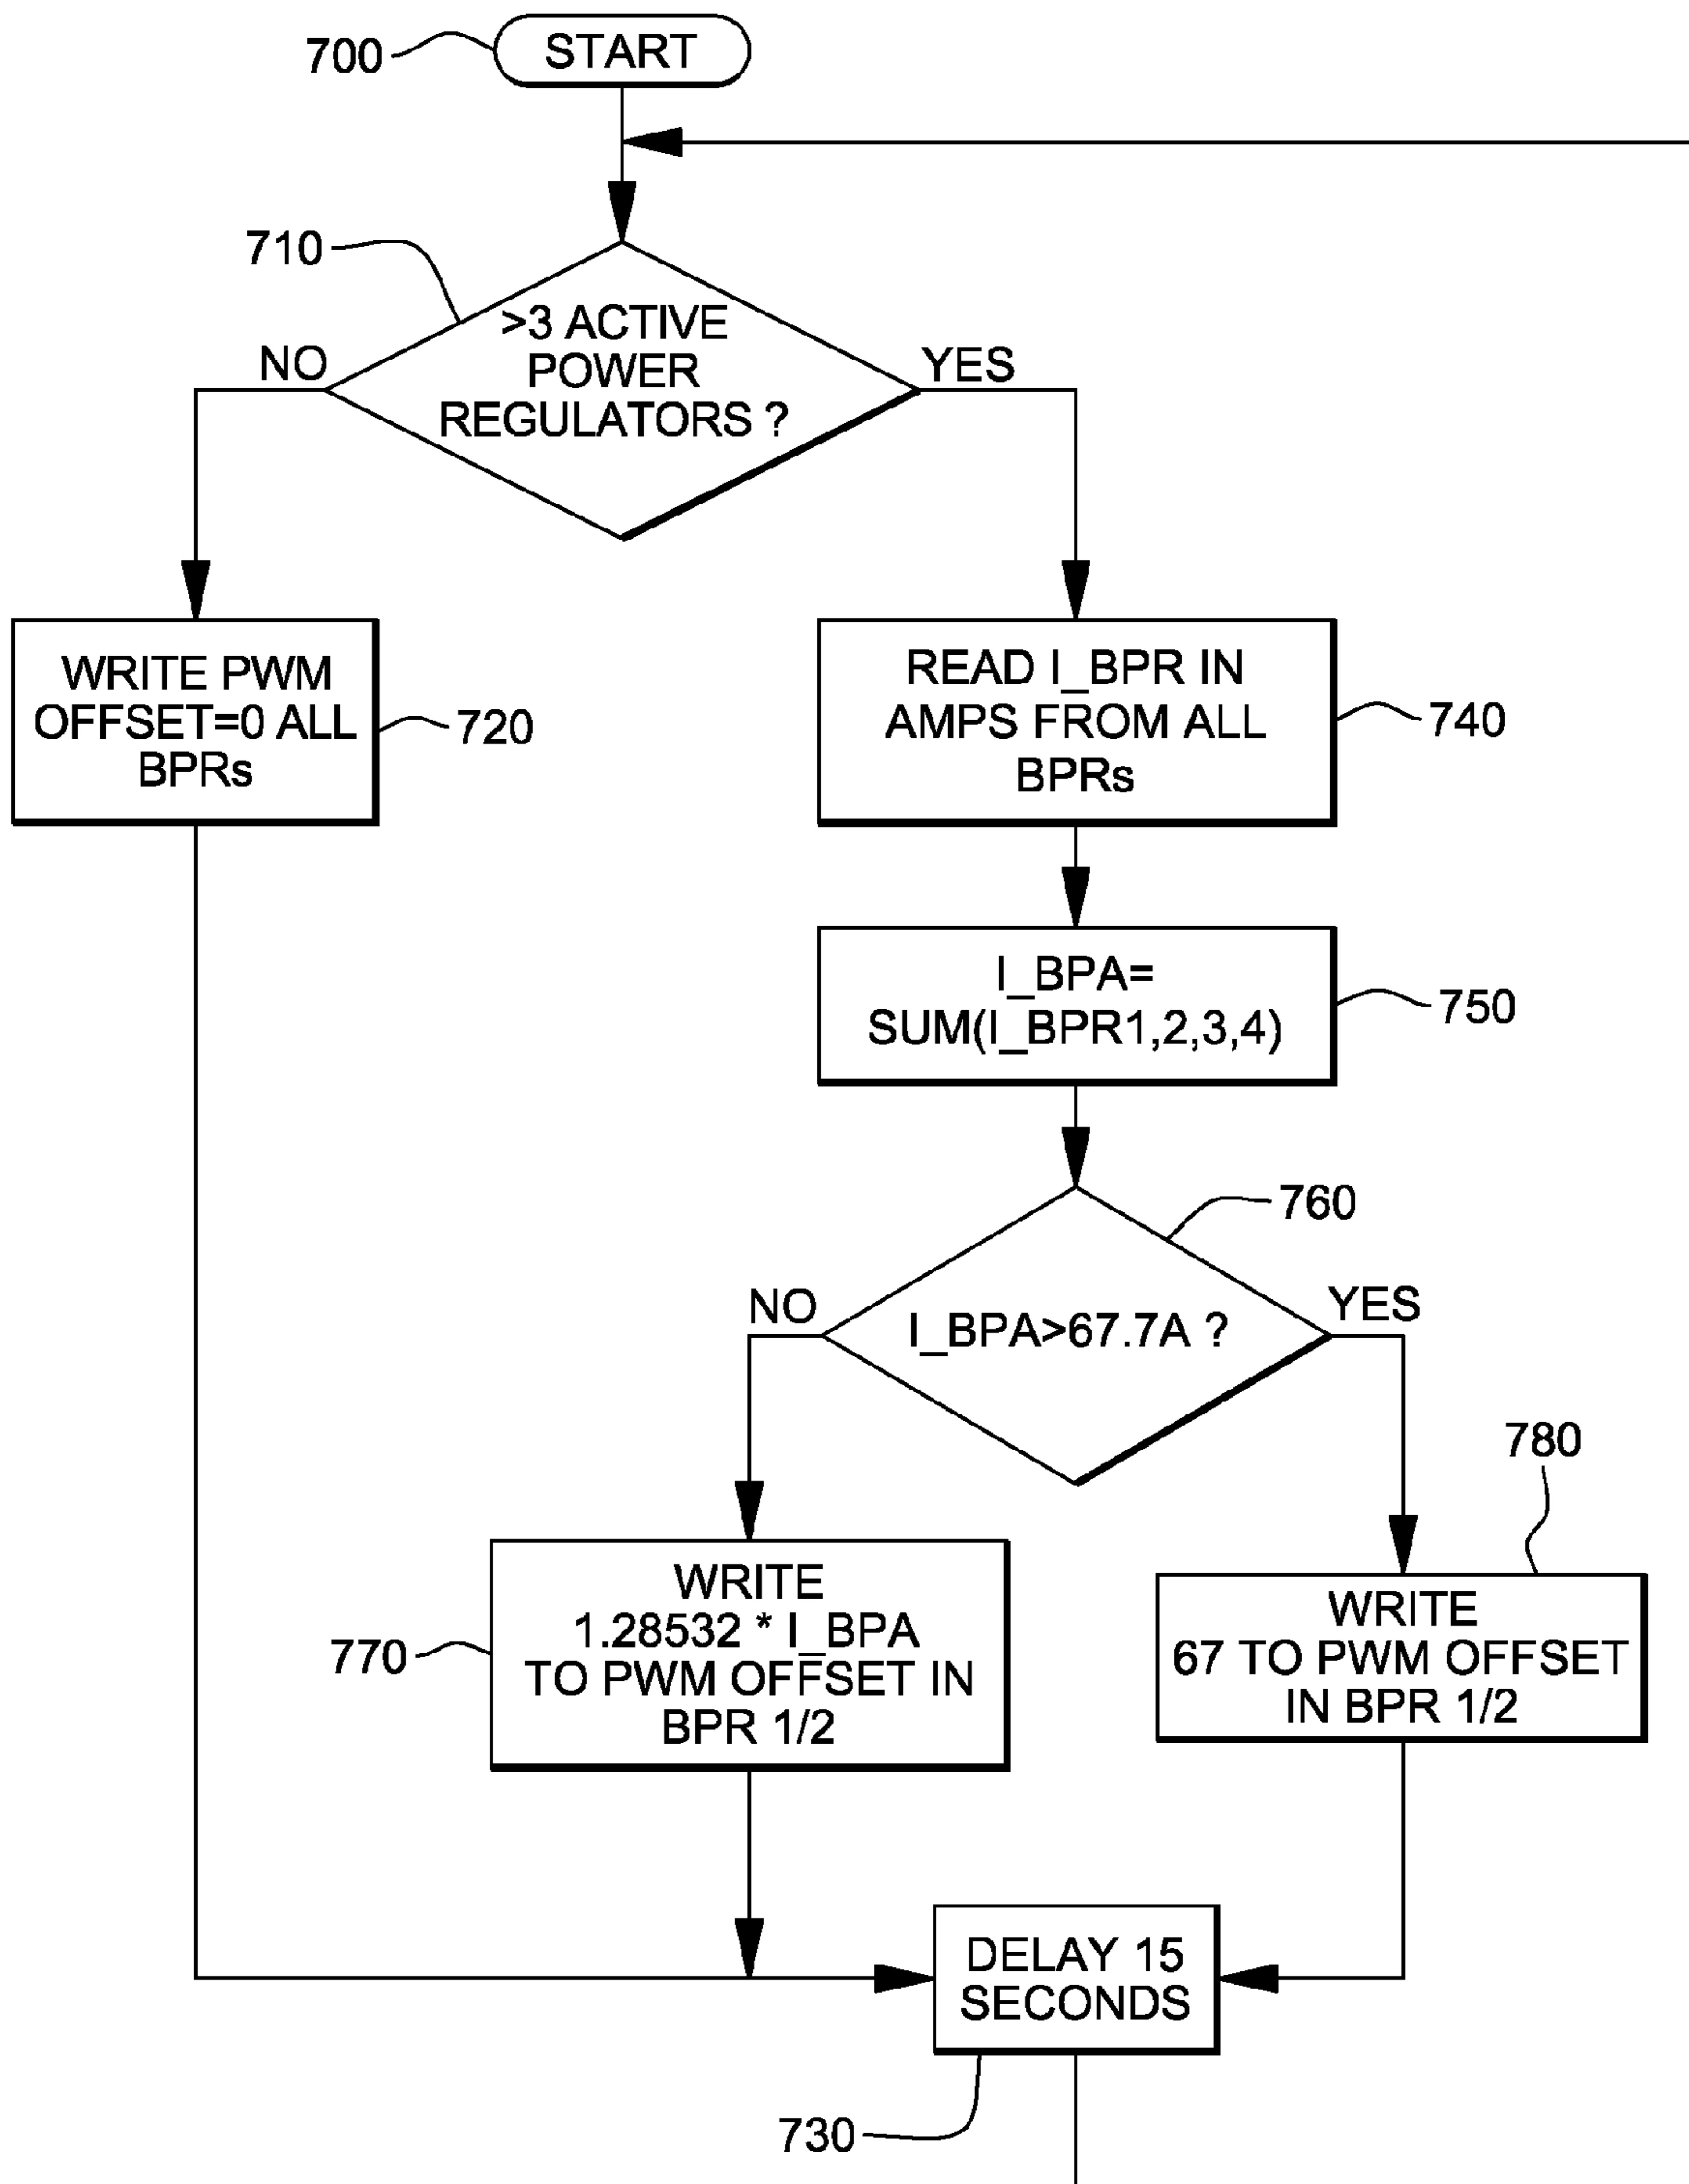 700
START
710
>3 ACTIVE
POWER
REGULATORS ?
NO
YES
WRITE PWM
OFFSET=0 ALL
BPRs
720
READ I_BPR IN
AMPS FROM ALL
BPRs
740
I_BPA=
SUM(I_BPR1,2,3,4)
750
760
NO
I_BPA>67.7A ?
YES
780
WRITE
1.28532 * I_BPA
TO PWM OFFSET IN
BPR 1/2
770
WRITE
67 TO PWM OFFSET
IN BPR 1/2
DELAY 15
SECONDS
730